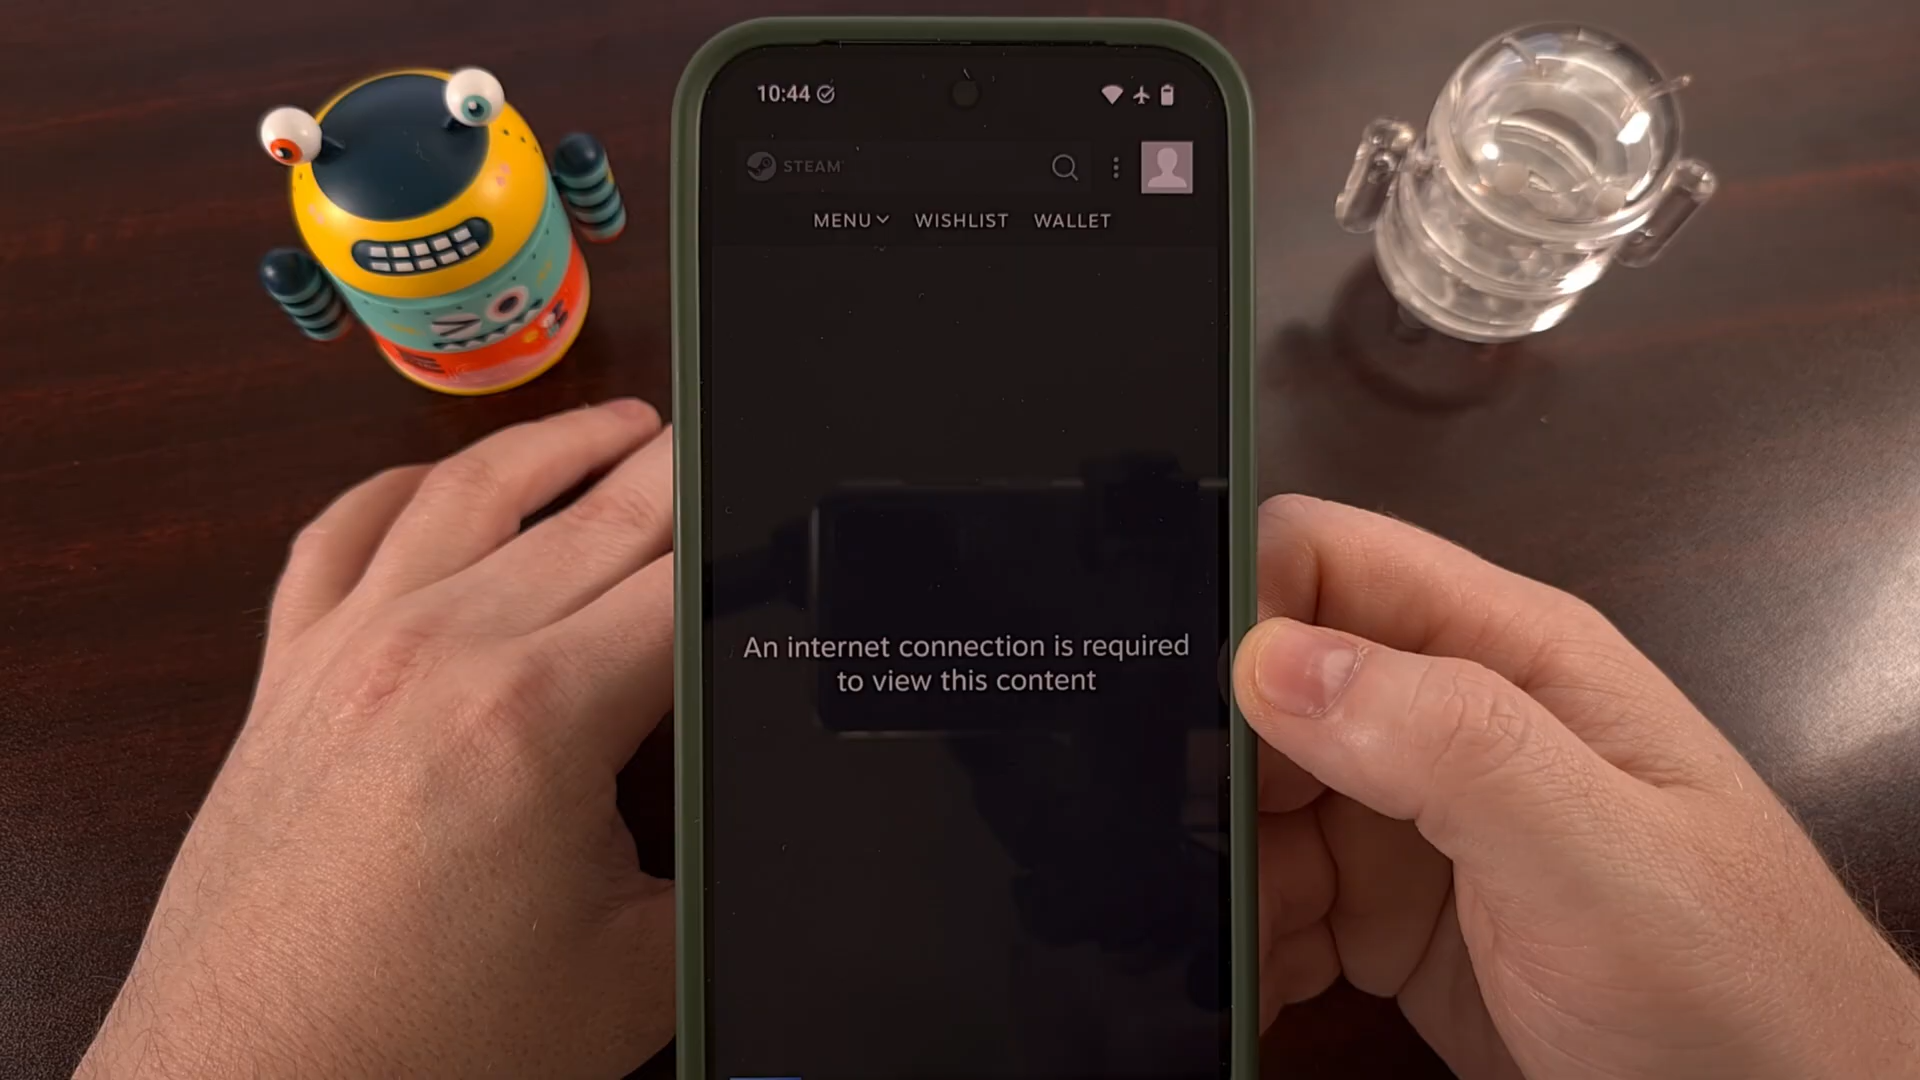 10:44
STEAM
MENU WISHLIST WALLET
An internet connection is required
to view this content